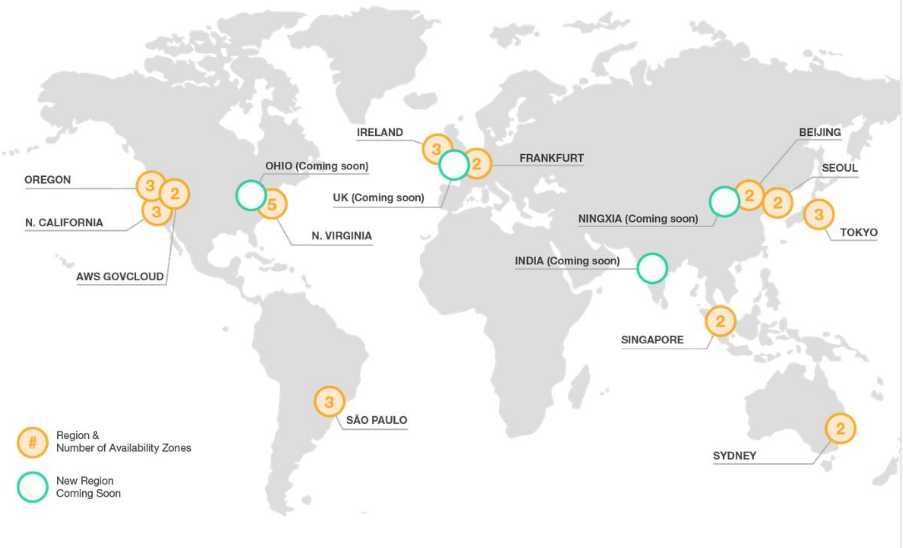 IRELAND
3
2
FRANKFURT
BEIJING
OHIO (Coming soon)
SEOUL
OREGON
3
2
3
N. CALIFORNIA
5
UK (Coming soon)
2
2
NINGXIA (Coming soon)
3
TOKYO
N. VIRGINIA
AWS GOVCLOUD
INDIA (Coming soon)
2
SINGAPORE
3
SÃO PAULO
2
SYDNEY
#
Region &
Number of Availability Zones
New Region
Coming Soon